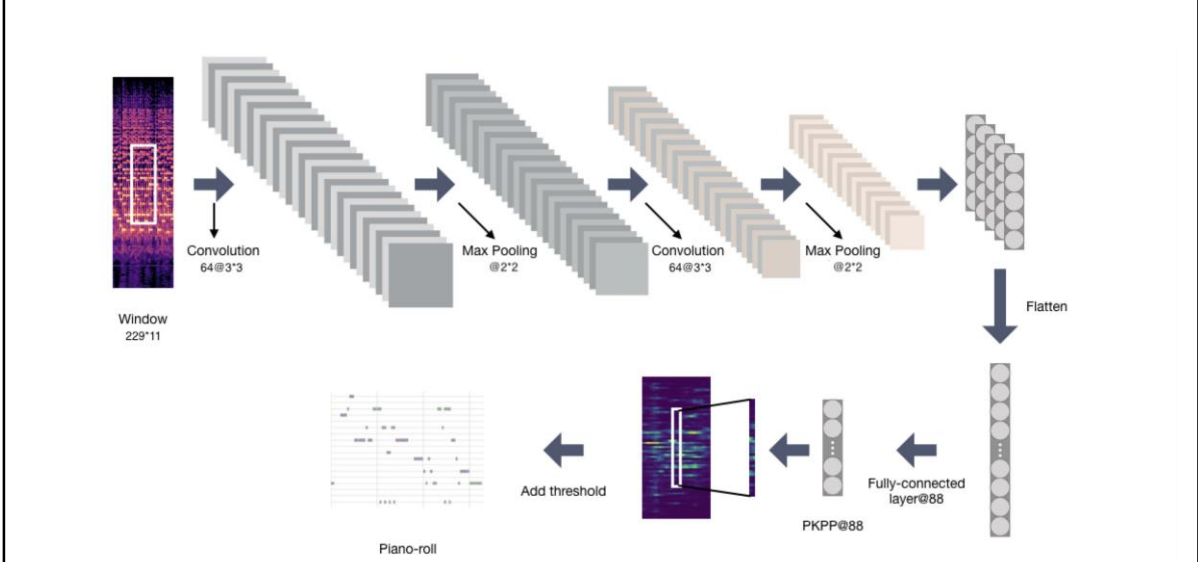 Convolution
64@3*3
Max Pooling
@2*2
Convolution
64@3*3
Max Pooling
@2*2
Window
229*11
Flatten
Fully-connected
layer@88
PKPP@88
Add threshold
Piano-roll